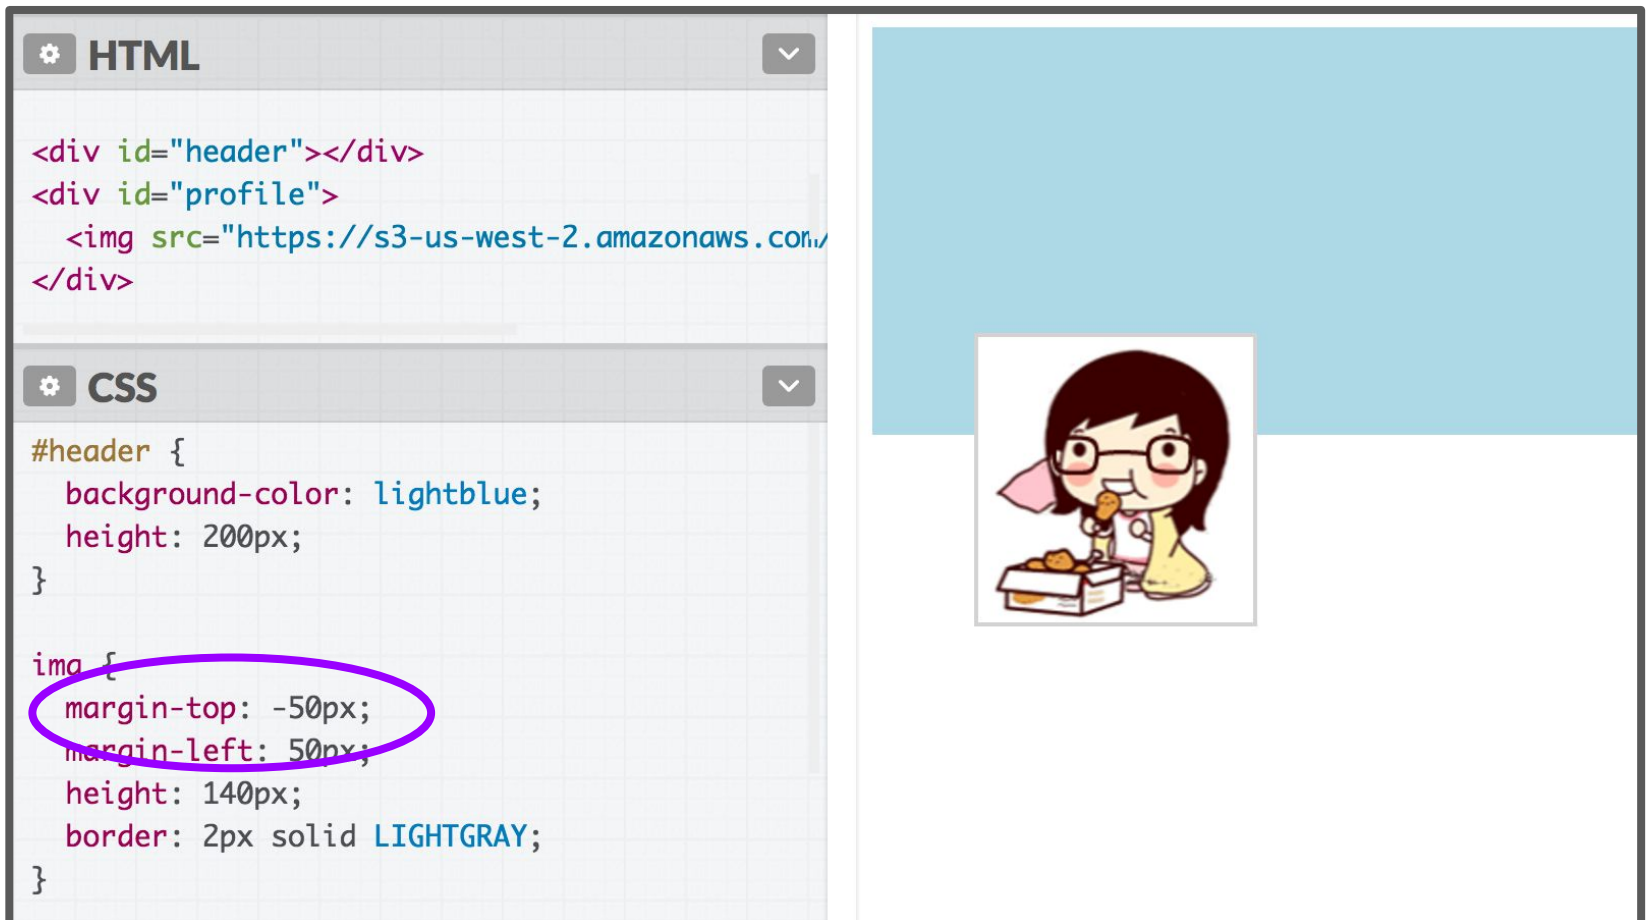 HTML
<div id="header"></div>
<div id="profile">
<img src="https://s3-us-west-2.amazonaws.com/
</div>
CSS
#header {
background-color: lightblue;
height: 200px;
}
img {
margin-top: -50px;
margin-left: 50px;
height: 140px;
border: 2px solid LIGHTGRAY;
}